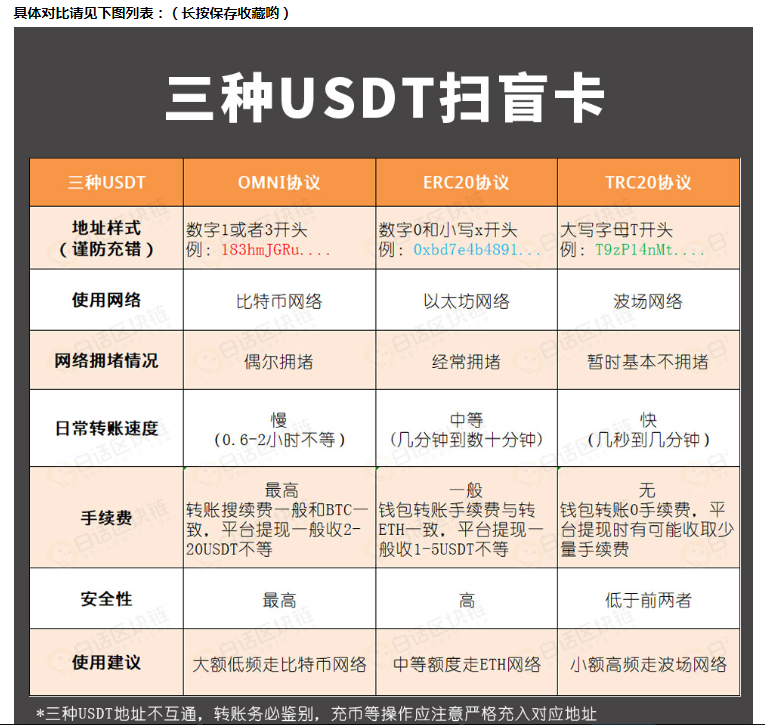 具体对比请见下图列表：（长按保存收藏哟）
三种USDT扫盲卡
三种USDT
OMNI协议
ERC20协议
TRC20协议
地址样式
（谨防充错）
数字1或者3开头
例：183hmJGRu....
数字0和小写x开头
例：0xbd7e4b4891...
大写字母T开头
例：T9zP14nMt....
使用网络
比特币网络
以太坊网络
波场网络
网络拥堵情况
偶尔拥堵
经常拥堵
暂时基本不拥堵
日常转账速度
慢
（0.6-2小时不等）
中等
（几分钟到数十分钟）
快
（几秒到几分钟）
手续费
最高
转账搜续费一般和BTC一
致，平台提现一般收2-
20USDT不等
一般
钱包转账手续费与转
ETH一致，平台提现一
般收1-5USDT不等
无
钱包转账0手续费，平
台提现时有可能收取少
量手续费
安全性
最高
高
低于前两者
使用建议
大额低频走比特币网络
中等额度走ETH网络
小额高频走波场网络
*三种USDT地址不互通，转账务必鉴别，充币等操作应注意严格充入对应地址
白话区块链